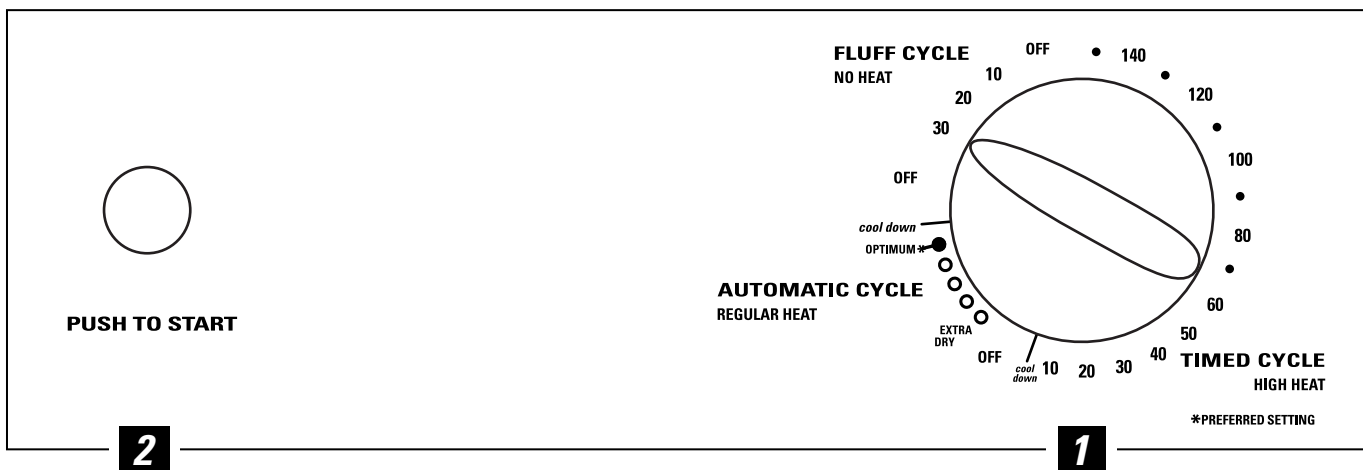 FLUFF CYCLE
NO HEAT
OFF
10
20
30
OFF
cool down
OPTIMUM*
AUTOMATIC CYCLE
REGULAR HEAT
EXTRA
DRY
OFF
cool
down
10
20
30
40
50
60
80
100
120
140
TIMED CYCLE
HIGH HEAT
*PREFERRED SETTING
PUSH TO START
2
1